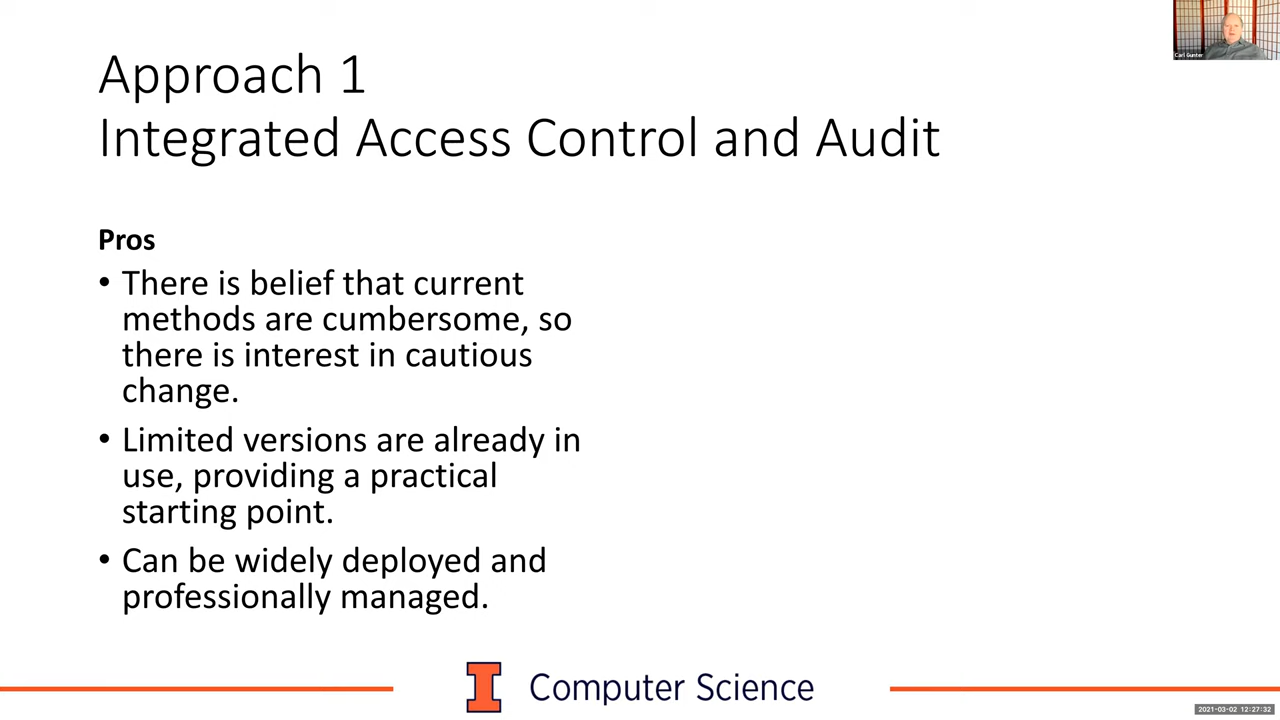 Carl Gunter
Approach 1
Integrated Access Control and Audit
Pros
• There is belief that current
methods are cumbersome, so
there is interest in cautious
change.
• Limited versions are already in
use, providing a practical
starting point.
• Can be widely deployed and
professionally managed.
I Computer Science
2021-03-02 12:27:32